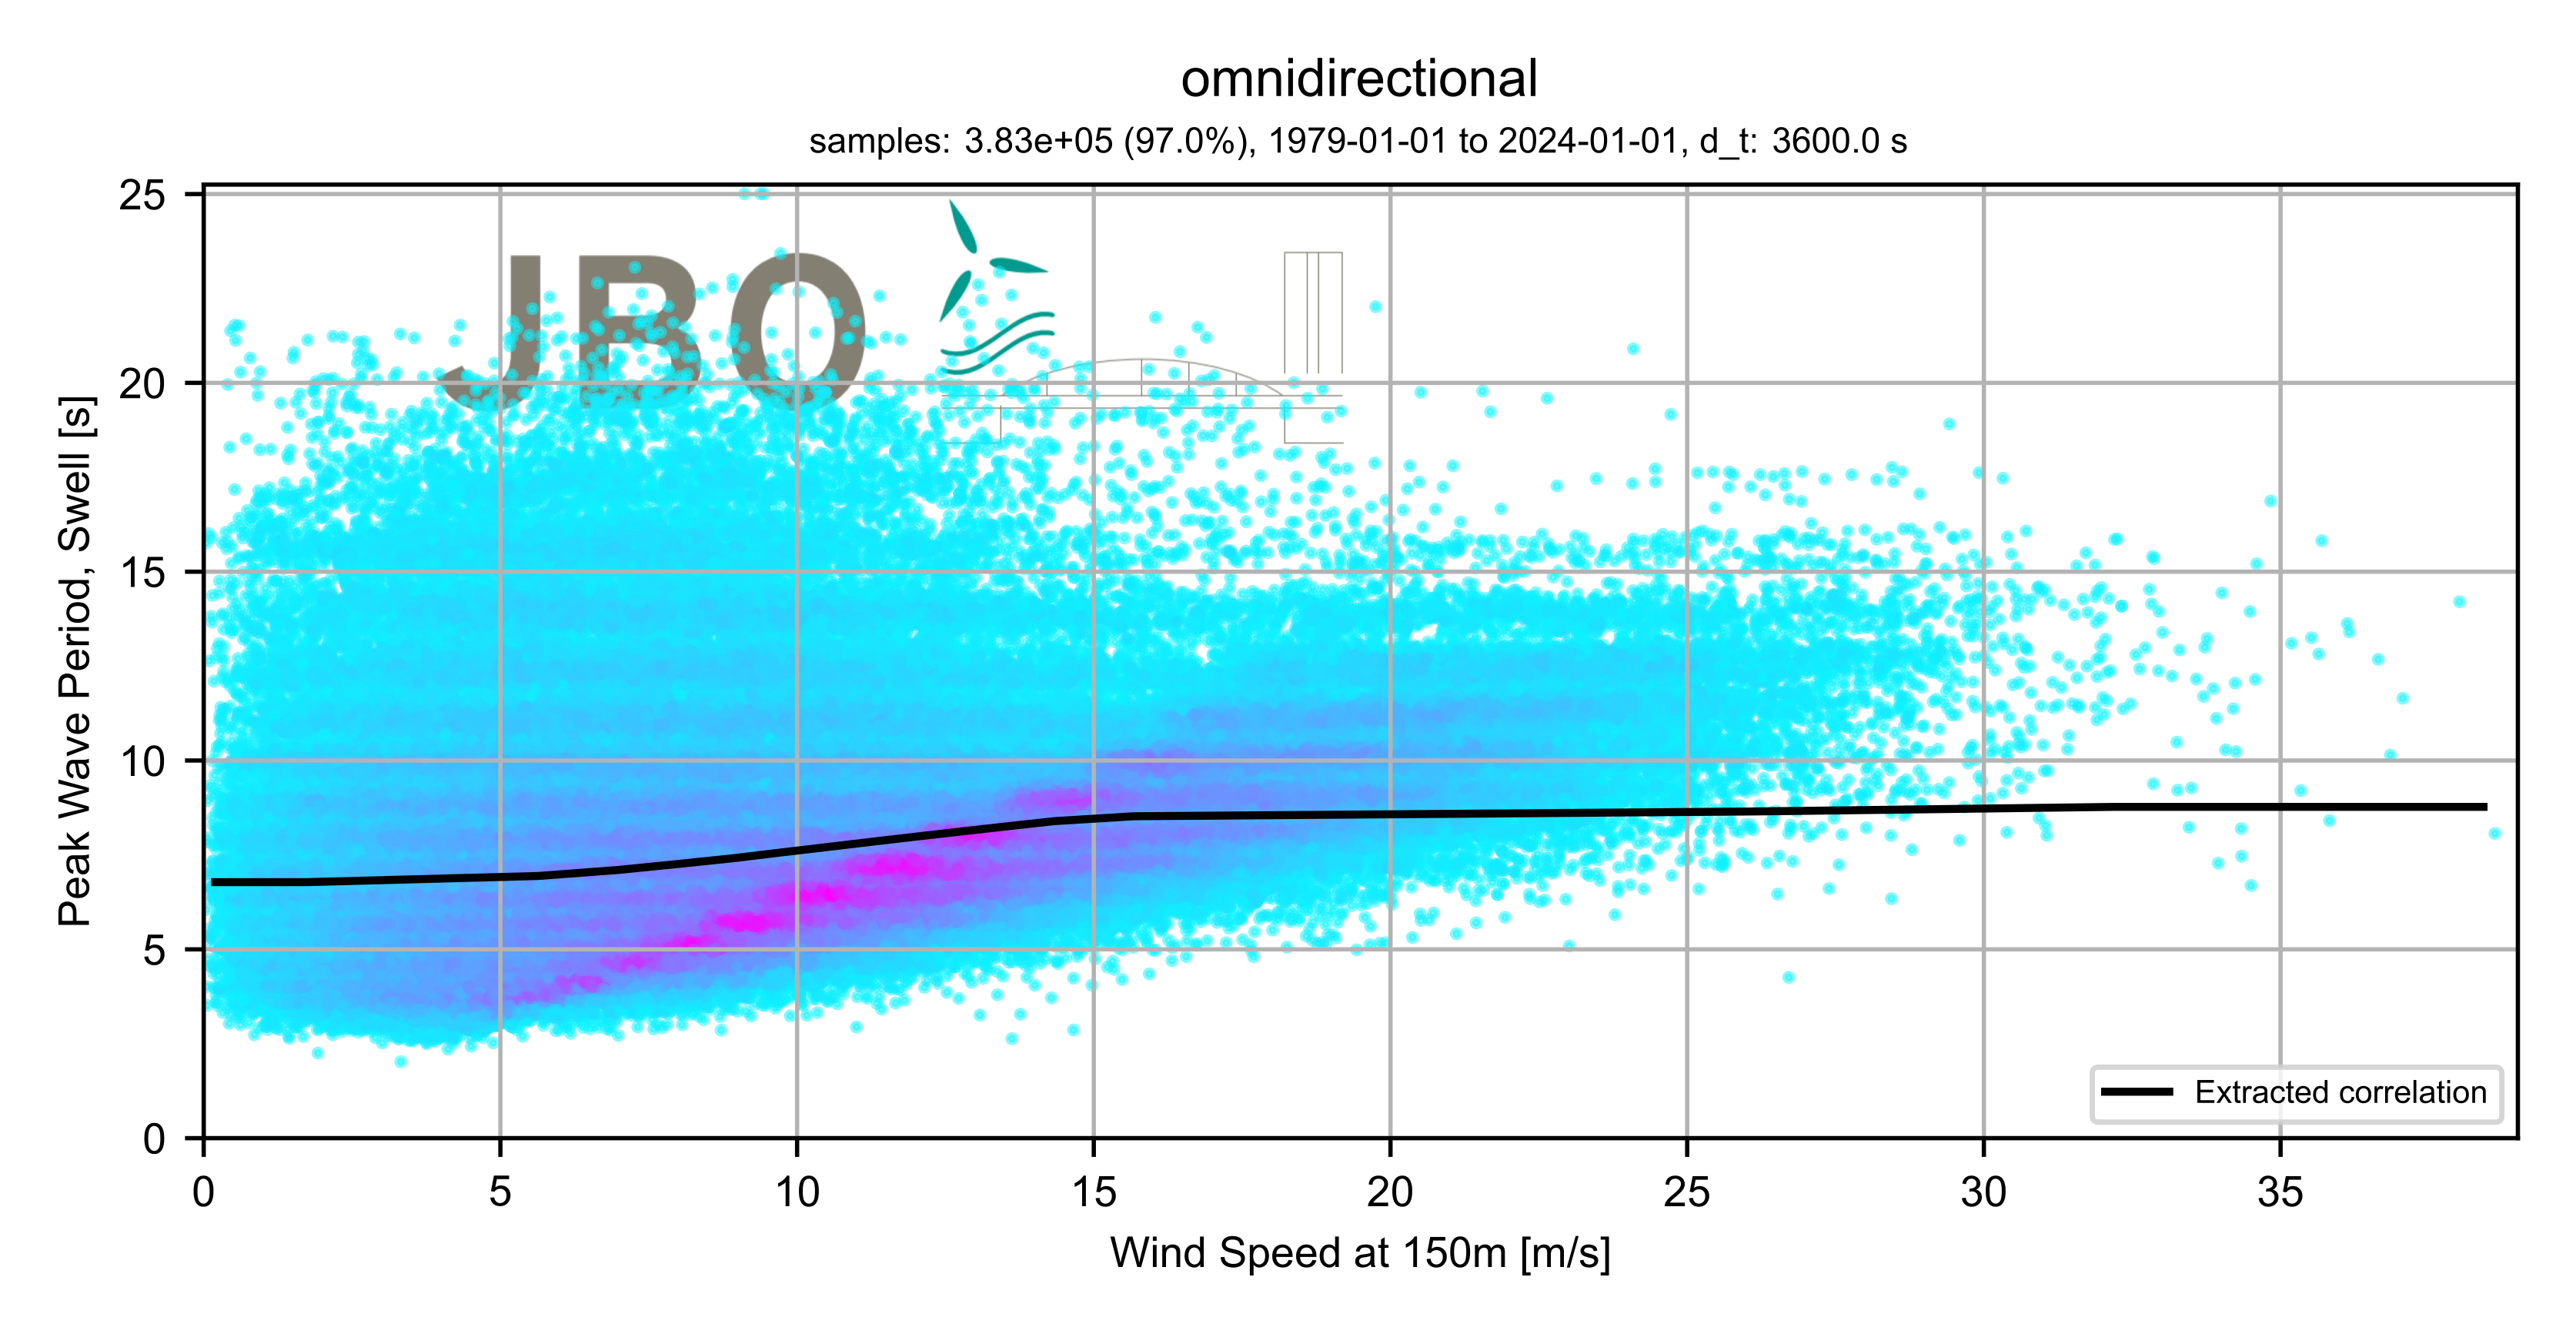 omnidirectional
samples: 3.83e+05 (97.0%), 1979-01-01 to 2024-01-01, d_t: 3600.0 s
JBO
Peak Wave Period, Swell [s]
25
20
15
10
5
0
0 5 10 15 20 25 30 35
Wind Speed at 150m [m/s]
Extracted correlation